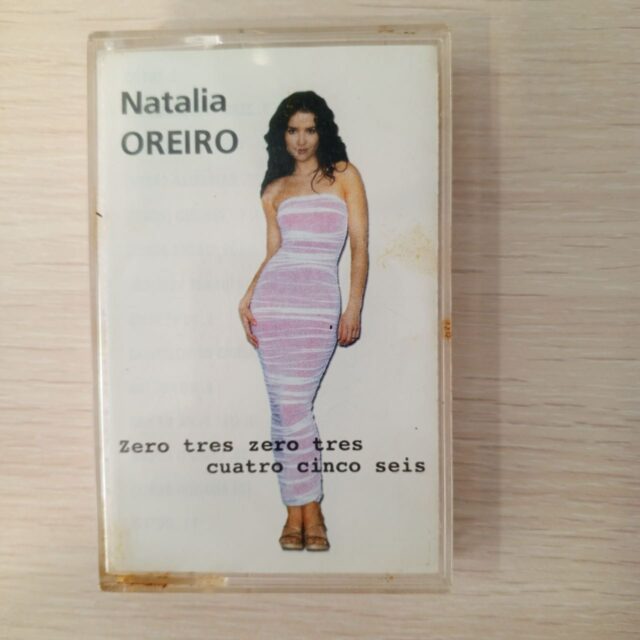 Natalia
OREIRO
Zero tres zero tres
cuatro cinco seis